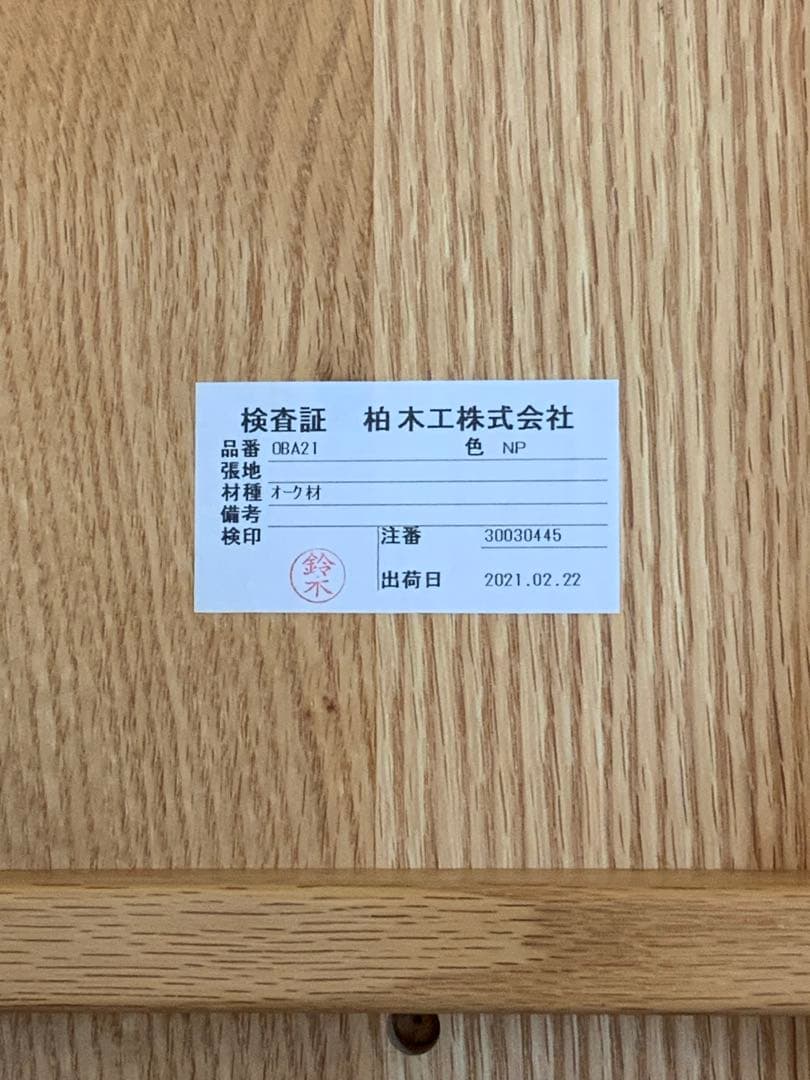 検査証 柏木工株式会社
品番 OBA21 色 NP
張地
材種 オーク材
備考
検印 注番 30030445
鈴木
出荷日 2021.02.22